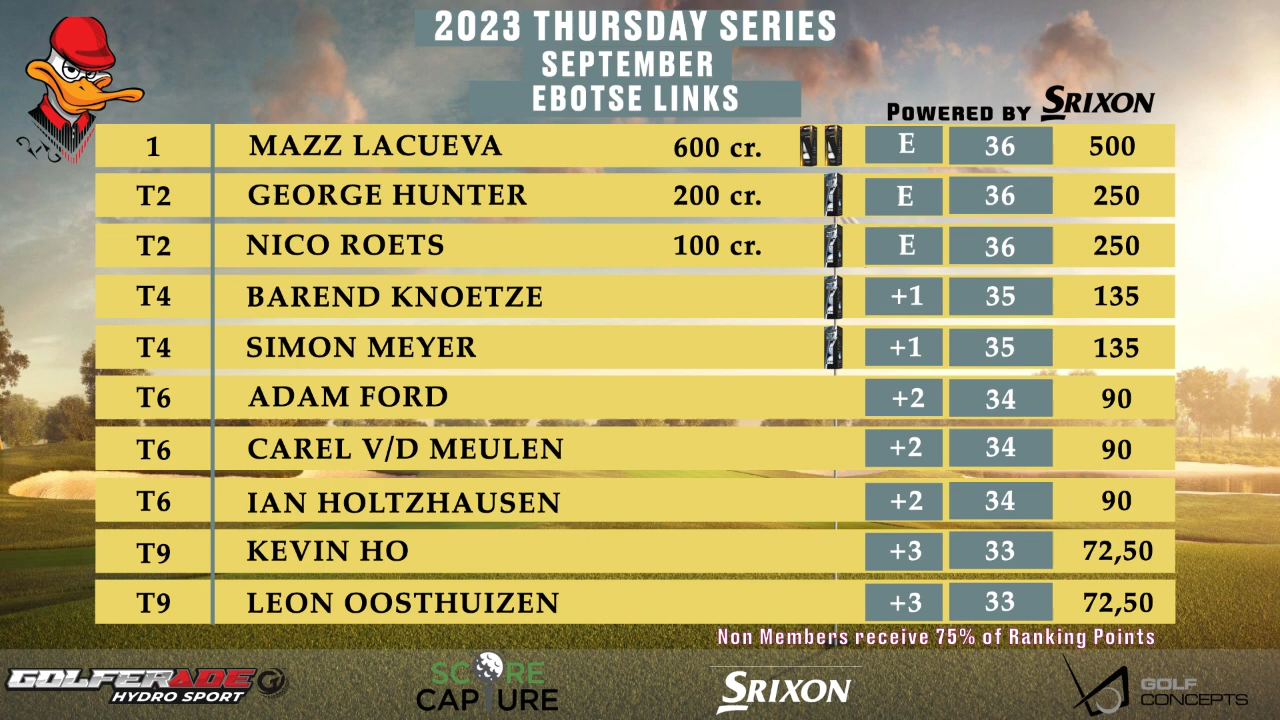 2023 THURSDAY SERIES
SEPTEMBER
EBOTSE LINKS
POWERED BY SRIXON
1 MAZZ LACUEVA 600 cr. E 36 500
T2 GEORGE HUNTER 200 cr. E 36 250
T2 NICO ROETS 100 cr. E 36 250
T4 BAREND KNOETZE +1 35 135
T4 SIMON MEYER +1 35 135
T6 ADAM FORD +2 34 90
T6 CAREL V/D MEULEN +2 34 90
T6 IAN HOLTZHAUSEN +2 34 90
T9 KEVIN HO +3 33 72,50
T9 LEON OOSTHUIZEN +3 33 72,50
Non Members receive 75% of Ranking Points
GOLFERADE
HYDRO SPORT
SCORE
CAPTURE
SRIXON
GOLF
CONCEPTS